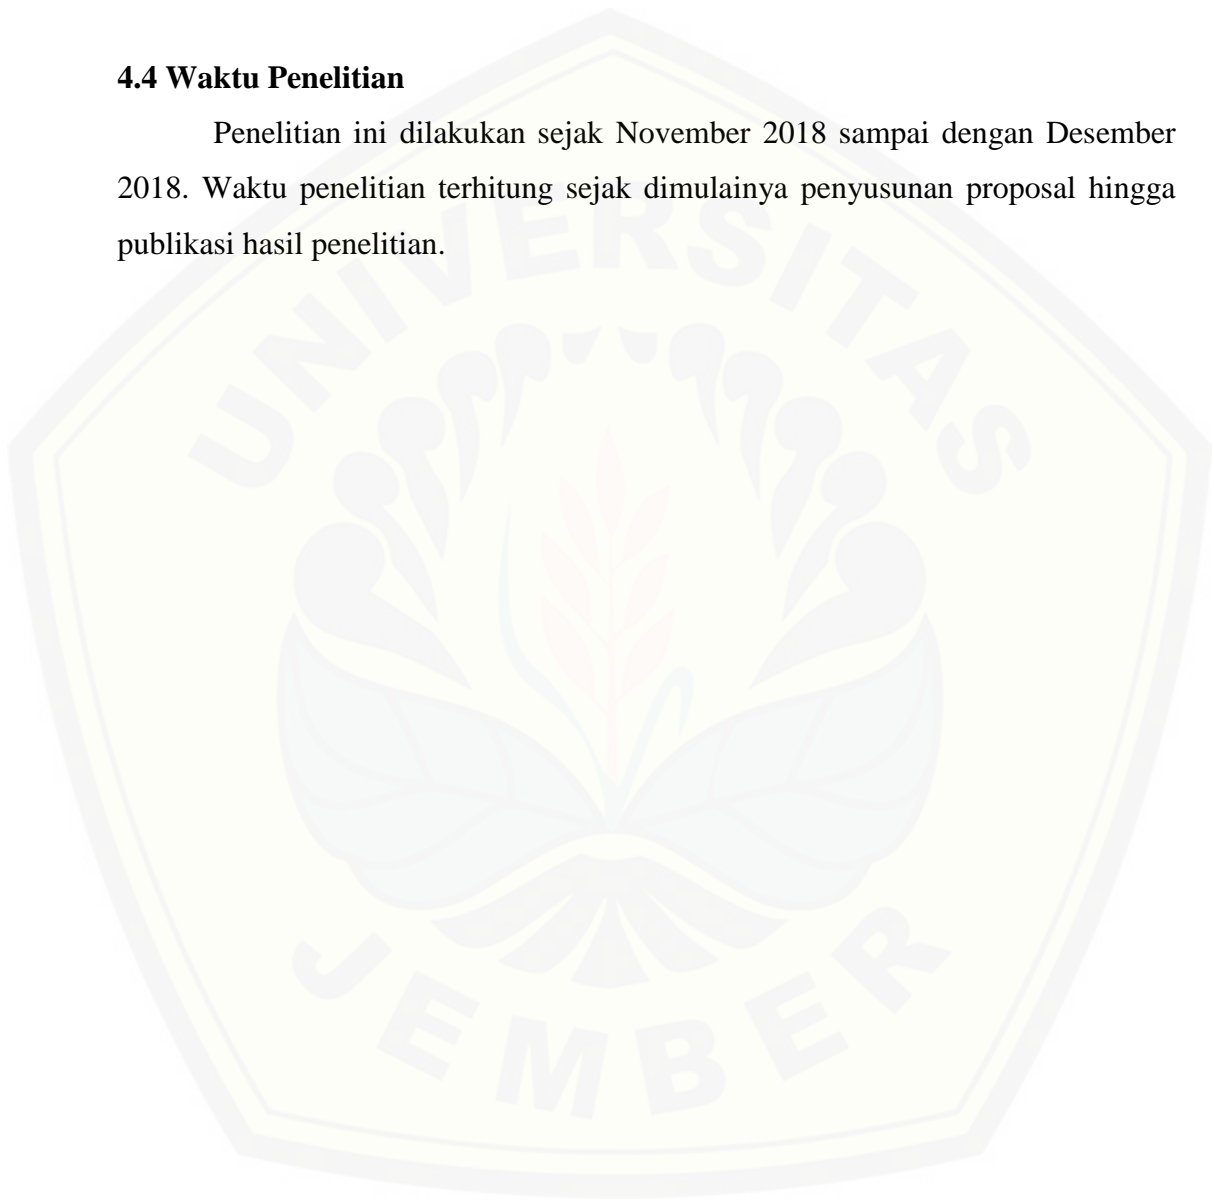 4.4 Waktu Penelitian
Penelitian ini dilakukan sejak November 2018 sampai dengan Desember
2018. Waktu penelitian terhitung sejak dimulainya penyusunan proposal hingga
publikasi hasil penelitian.
UNIVERSITAS
JEMBER